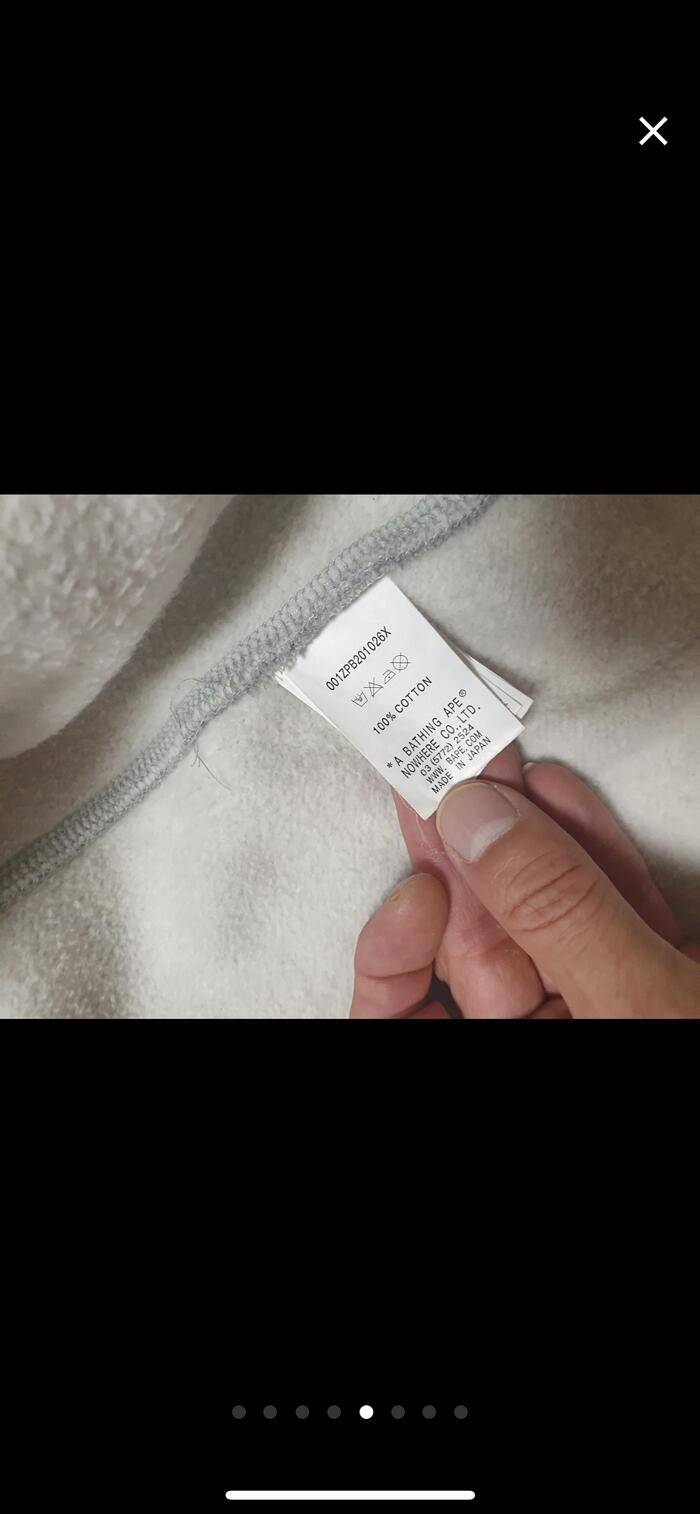 001ZPB201026X
100% COTTON
* A BATHING APE®
NOWHERE CO., LTD.
03 (5772) 2524
WWW. BAPE. COM
MADE IN JAPAN